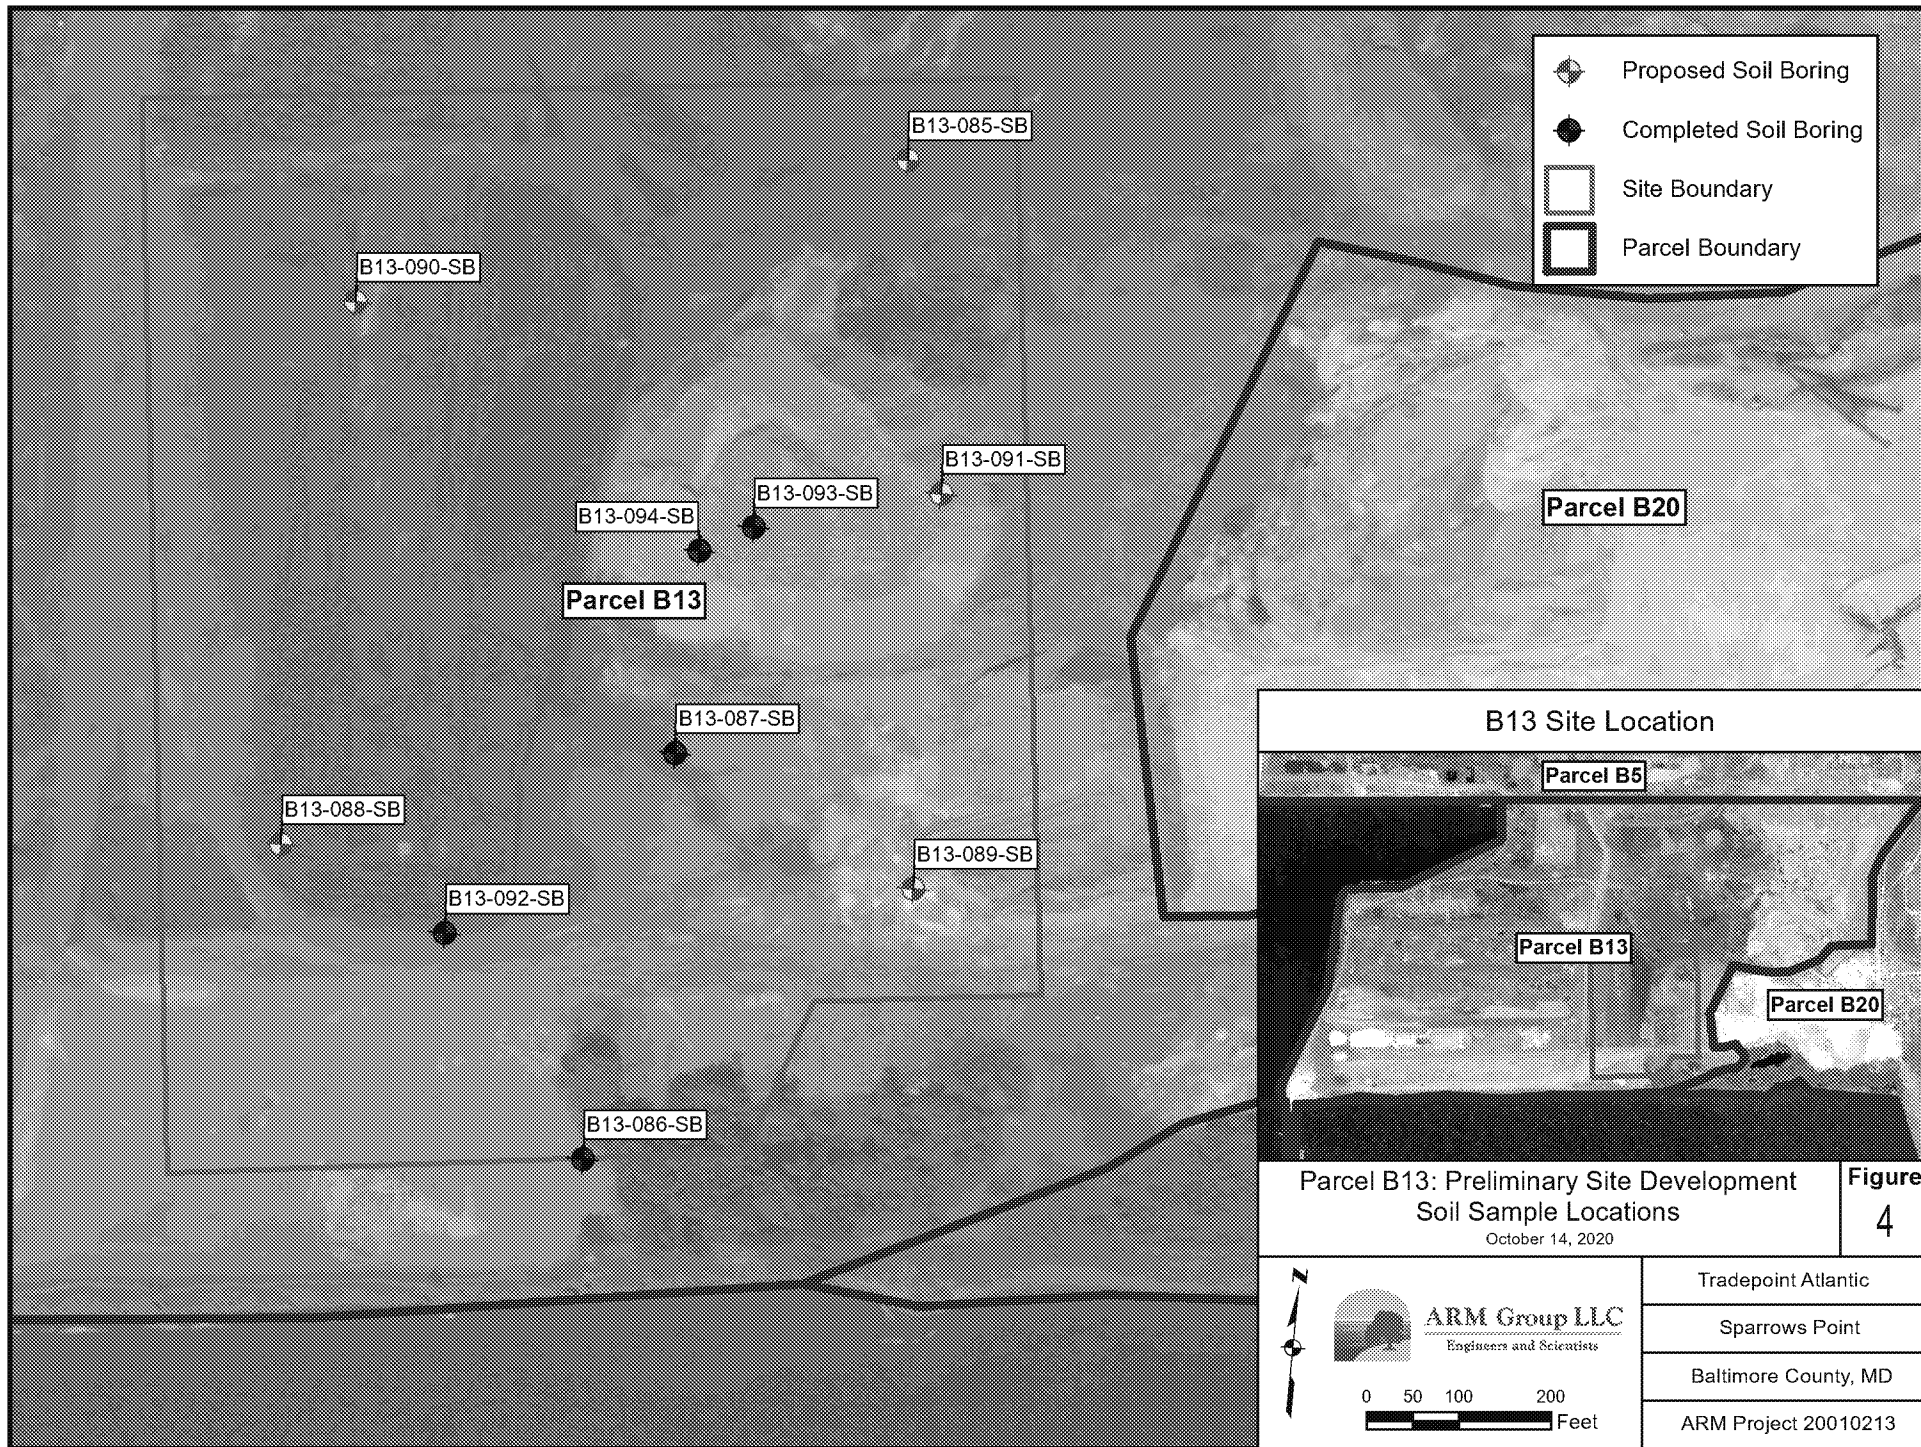 Proposed Soil Boring
Completed Soil Boring
Site Boundary
Parcel Boundary
B13-085-SB
B13-090-SB
B13-091-SB
B13-093-SB
B13-094-SB
Parcel B20
Parcel B13
B13-087-SB
B13-088-SB
B13-089-SB
B13-092-SB
B13-086-SB
B13 Site Location
Parcel B5
Parcel B13
Parcel B20
Parcel B13: Preliminary Site Development
Soil Sample Locations
October 14, 2020
Figure
4
N
ARM Group LLC
Engineers and Scientists
0 50 100 200
Feet
Tradepoint Atlantic
Sparrows Point
Baltimore County, MD
ARM Project 20010213